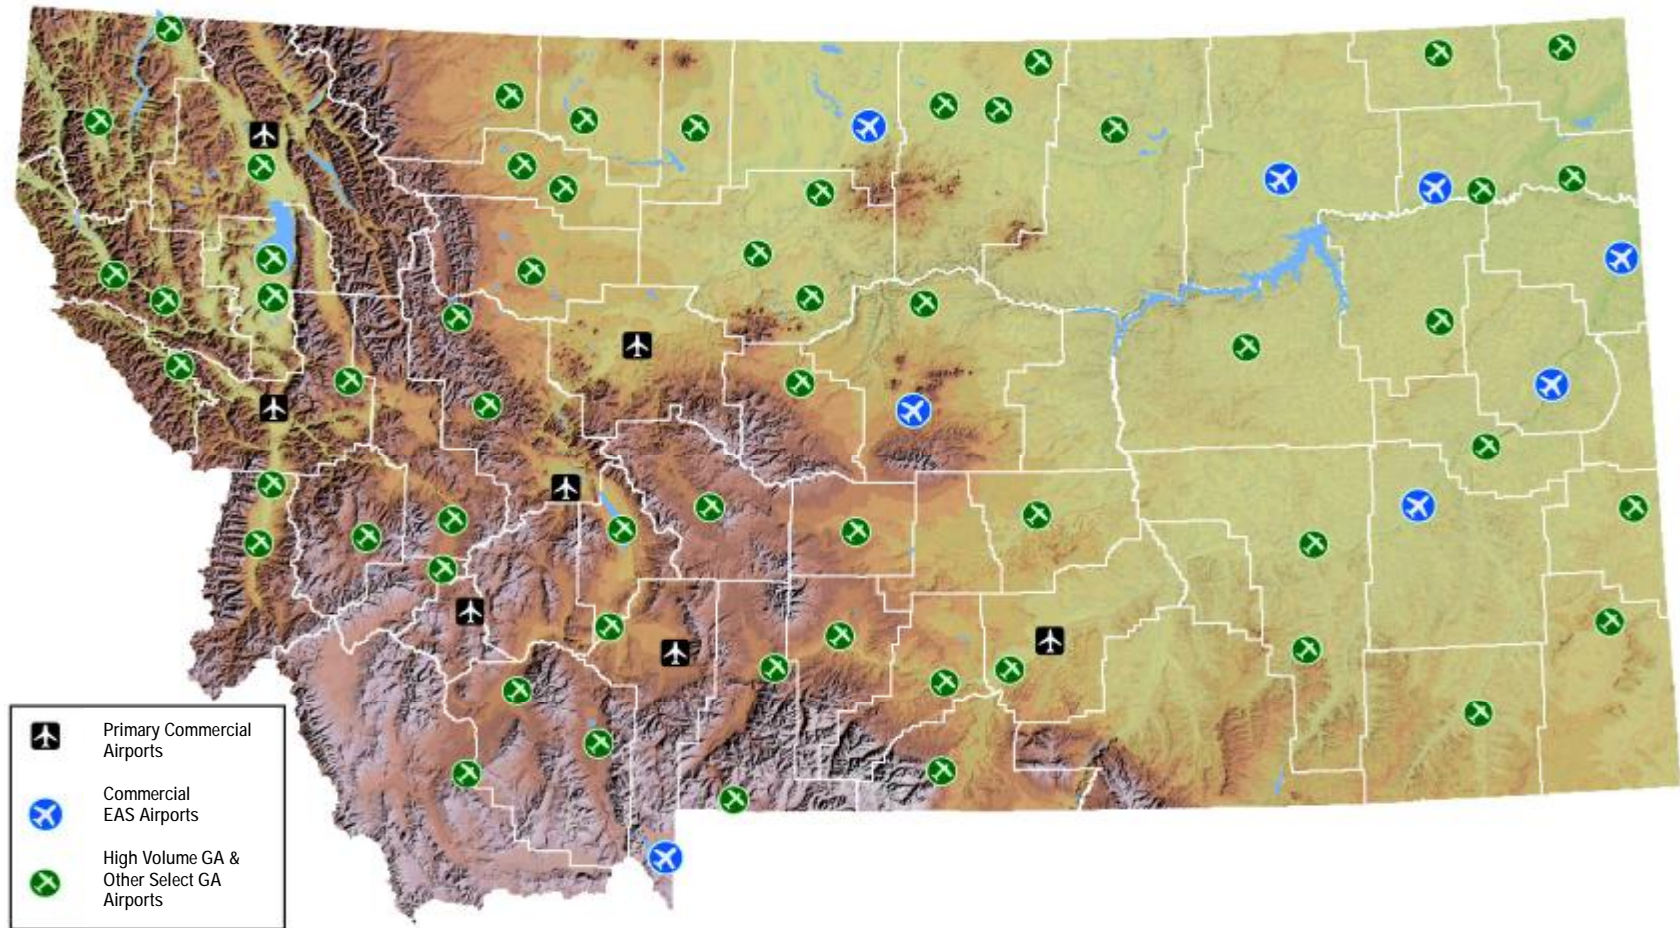 Primary Commercial
Airports
Commercial
EAS Airports
High Volume GA &
Other Select GA
Airports